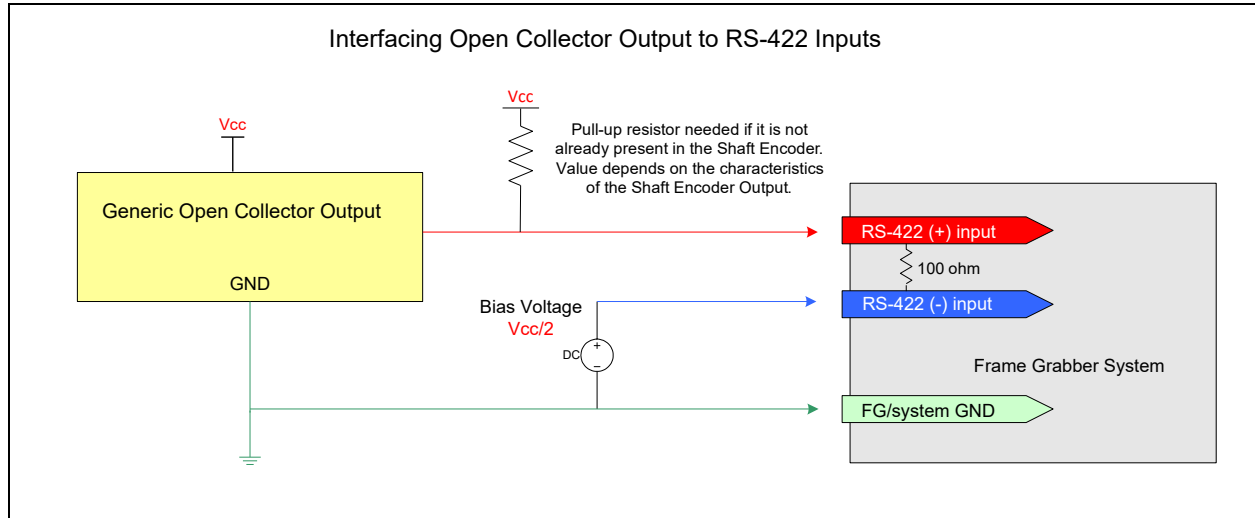 Interfacing Open Collector Output to RS-422 Inputs
Vcc
Vcc
Pull-up resistor needed if it is not
already present in the Shaft Encoder.
Value depends on the characteristics
of the Shaft Encoder Output.
Generic Open Collector Output
GND
RS-422 (+) input
100 ohm
RS-422 (-) input
Bias Voltage
Vcc/2
DC
+
−
Frame Grabber System
FG/system GND